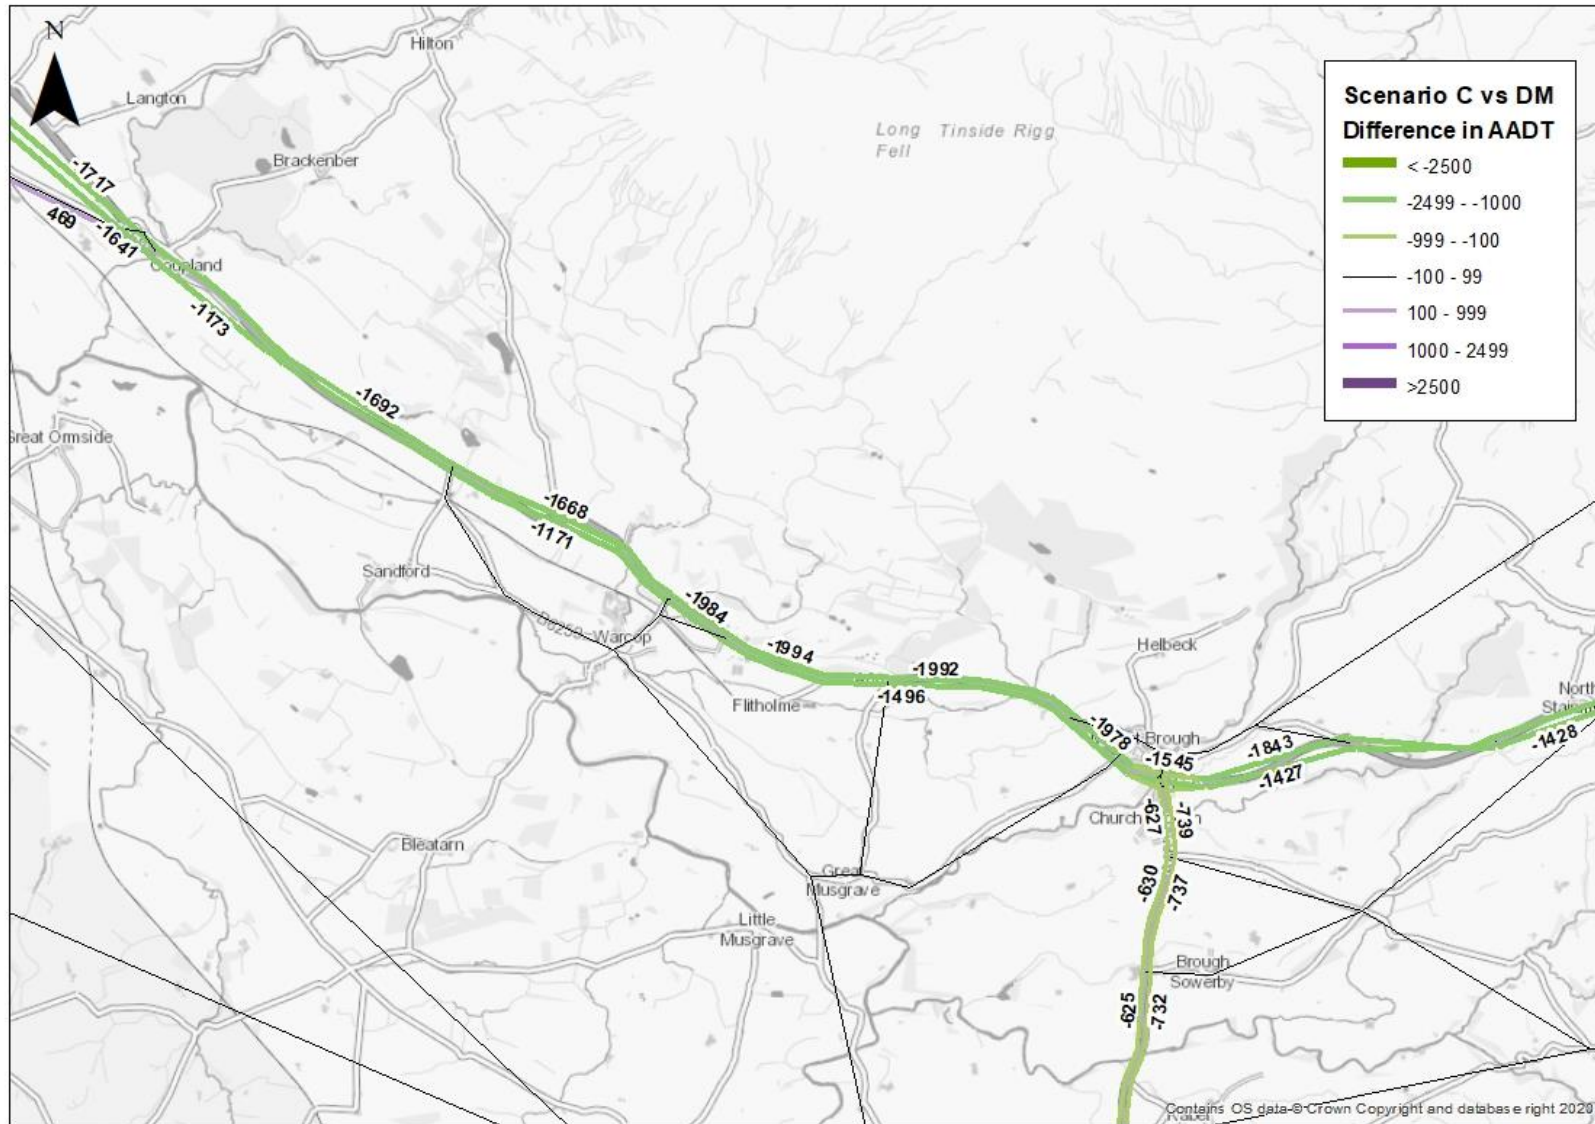 N
Hilton
Langton
Brackenber
Long Tinside Rigg
Fell
Scenario C vs DM
Difference in AADT
< -2500
-2499 - -1000
-999 - -100
-100 - 99
100 - 999
1000 - 2499
>2500
-1717
469
-1641
Coupland
-1173
-1692
Great Ormside
-1668
-1171
Sandford
B6259
Warcop
-1984
-1994
-1992
-1496
Flitholme
Helbeck
North
-1978
Brough
-1545
-1843
-1427
-1428
-627
-739
Church
Bleatarn
Great
Musgrave
-630
-737
Little
Musgrave
Brough
Sowerby
-625
-732
Contains OS data © Crown Copyright and database right 2020